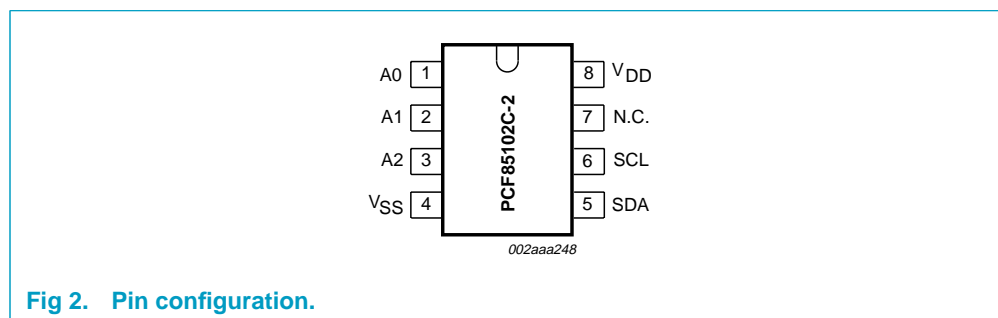 A0 1 8 VDD
A1 2 7 N.C.
A2 3 6 SCL
VSS 4 5 SDA
PCF85102C-2
002aaa248
Fig 2. Pin configuration.